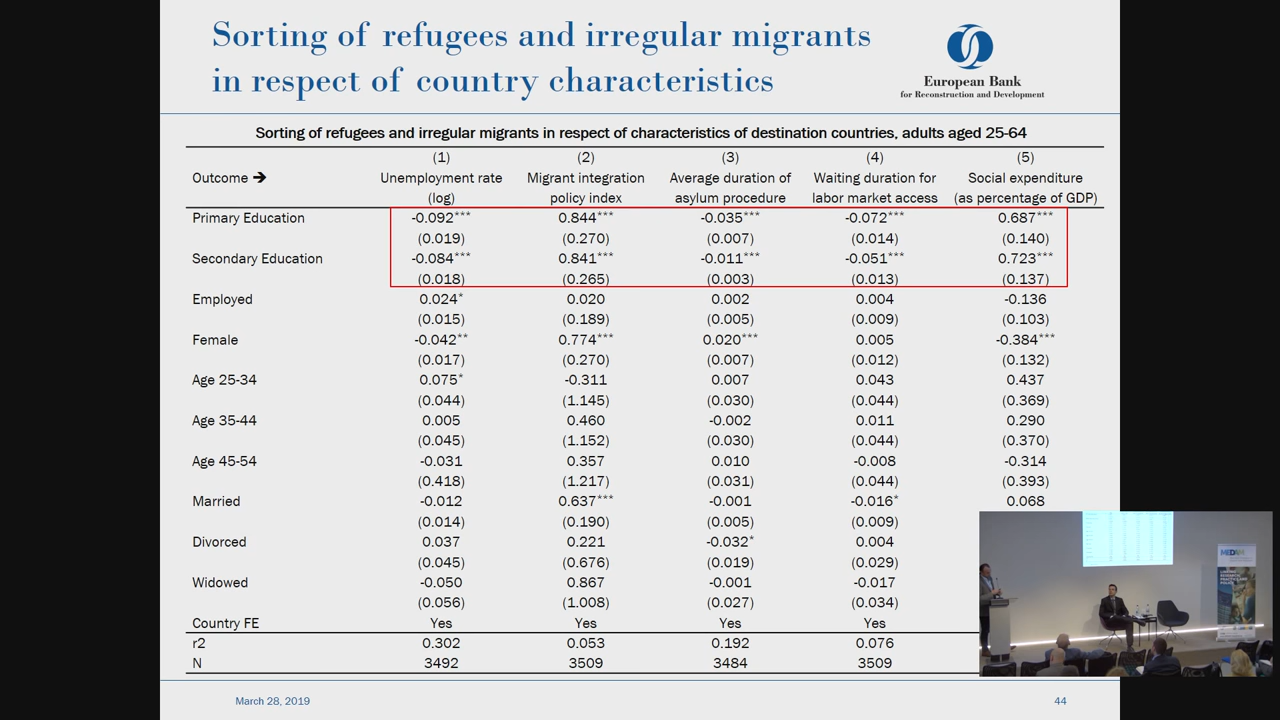 Sorting of refugees and irregular migrants
in respect of country characteristics
European Bank
for Reconstruction and Development
Sorting of refugees and irregular migrants in respect of characteristics of destination countries, adults aged 25-64
(1) (2) (3) (4) (5)
Outcome ➔ Unemployment rate Migrant integration Average duration of Waiting duration for Social expenditure
(log) policy index asylum procedure labor market access (as percentage of GDP)
Primary Education -0.092*** 0.844*** -0.035*** -0.072*** 0.687***
(0.019) (0.270) (0.007) (0.014) (0.140)
Secondary Education -0.084*** 0.841*** -0.011*** -0.051*** 0.723***
(0.018) (0.265) (0.003) (0.013) (0.137)
Employed 0.024* 0.020 0.002 0.004 -0.136
(0.015) (0.189) (0.005) (0.009) (0.103)
Female -0.042** 0.774*** 0.020*** 0.005 -0.384***
(0.017) (0.270) (0.007) (0.012) (0.132)
Age 25-34 0.075* -0.311 0.007 0.043 0.437
(0.044) (1.145) (0.030) (0.044) (0.369)
Age 35-44 0.005 0.460 -0.002 0.011 0.290
(0.045) (1.152) (0.030) (0.044) (0.370)
Age 45-54 -0.031 0.357 0.010 -0.008 -0.314
(0.418) (1.217) (0.031) (0.044) (0.393)
Married -0.012 0.637*** -0.001 -0.016* 0.068
(0.014) (0.190) (0.005) (0.009)
Divorced 0.037 0.221 -0.032* 0.004
(0.045) (0.676) (0.019) (0.029)
Widowed -0.050 0.867 -0.001 -0.017
(0.056) (1.008) (0.027) (0.034)
Country FE Yes Yes Yes Yes
r2 0.302 0.053 0.192 0.076
N 3492 3509 3484 3509
MEDAM
March 28, 2019 44